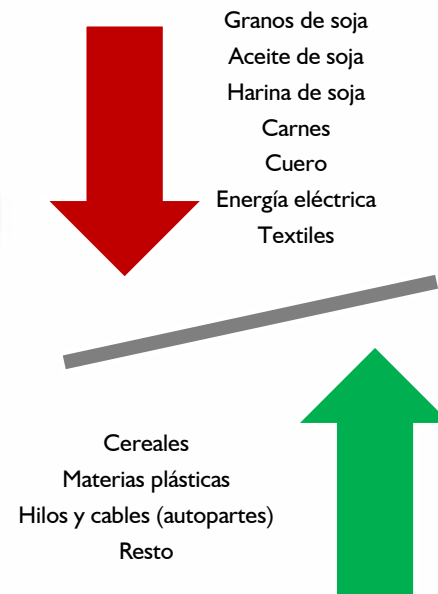 Granos de soja
Aceite de soja
Harina de soja
Carnes
Cuero
Energía eléctrica
Textiles
Cereales
Materias plásticas
Hilos y cables (autopartes)
Resto